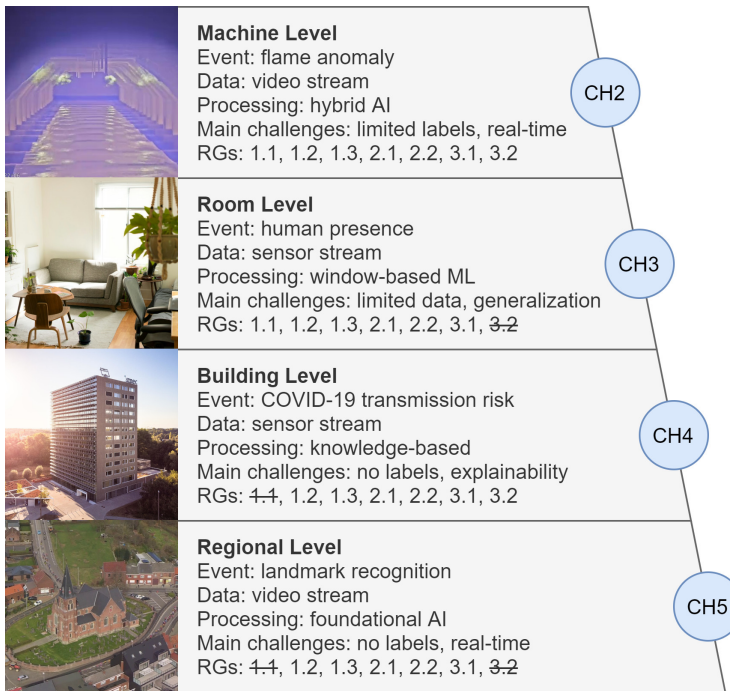 Machine Level
Event: flame anomaly
Data: video stream
Processing: hybrid AI
Main challenges: limited labels, real-time
RGs: 1.1, 1.2, 1.3, 2.1, 2.2, 3.1, 3.2
CH2
Room Level
Event: human presence
Data: sensor stream
Processing: window-based ML
Main challenges: limited data, generalization
RGs: 1.1, 1.2, 1.3, 2.1, 2.2, 3.1, 3.2
CH3
Building Level
Event: COVID-19 transmission risk
Data: sensor stream
Processing: knowledge-based
Main challenges: no labels, explainability
RGs: 1.1, 1.2, 1.3, 2.1, 2.2, 3.1, 3.2
CH4
Regional Level
Event: landmark recognition
Data: video stream
Processing: foundational AI
Main challenges: no labels, real-time
RGs: 1.1, 1.2, 1.3, 2.1, 2.2, 3.1, 3.2
CH5